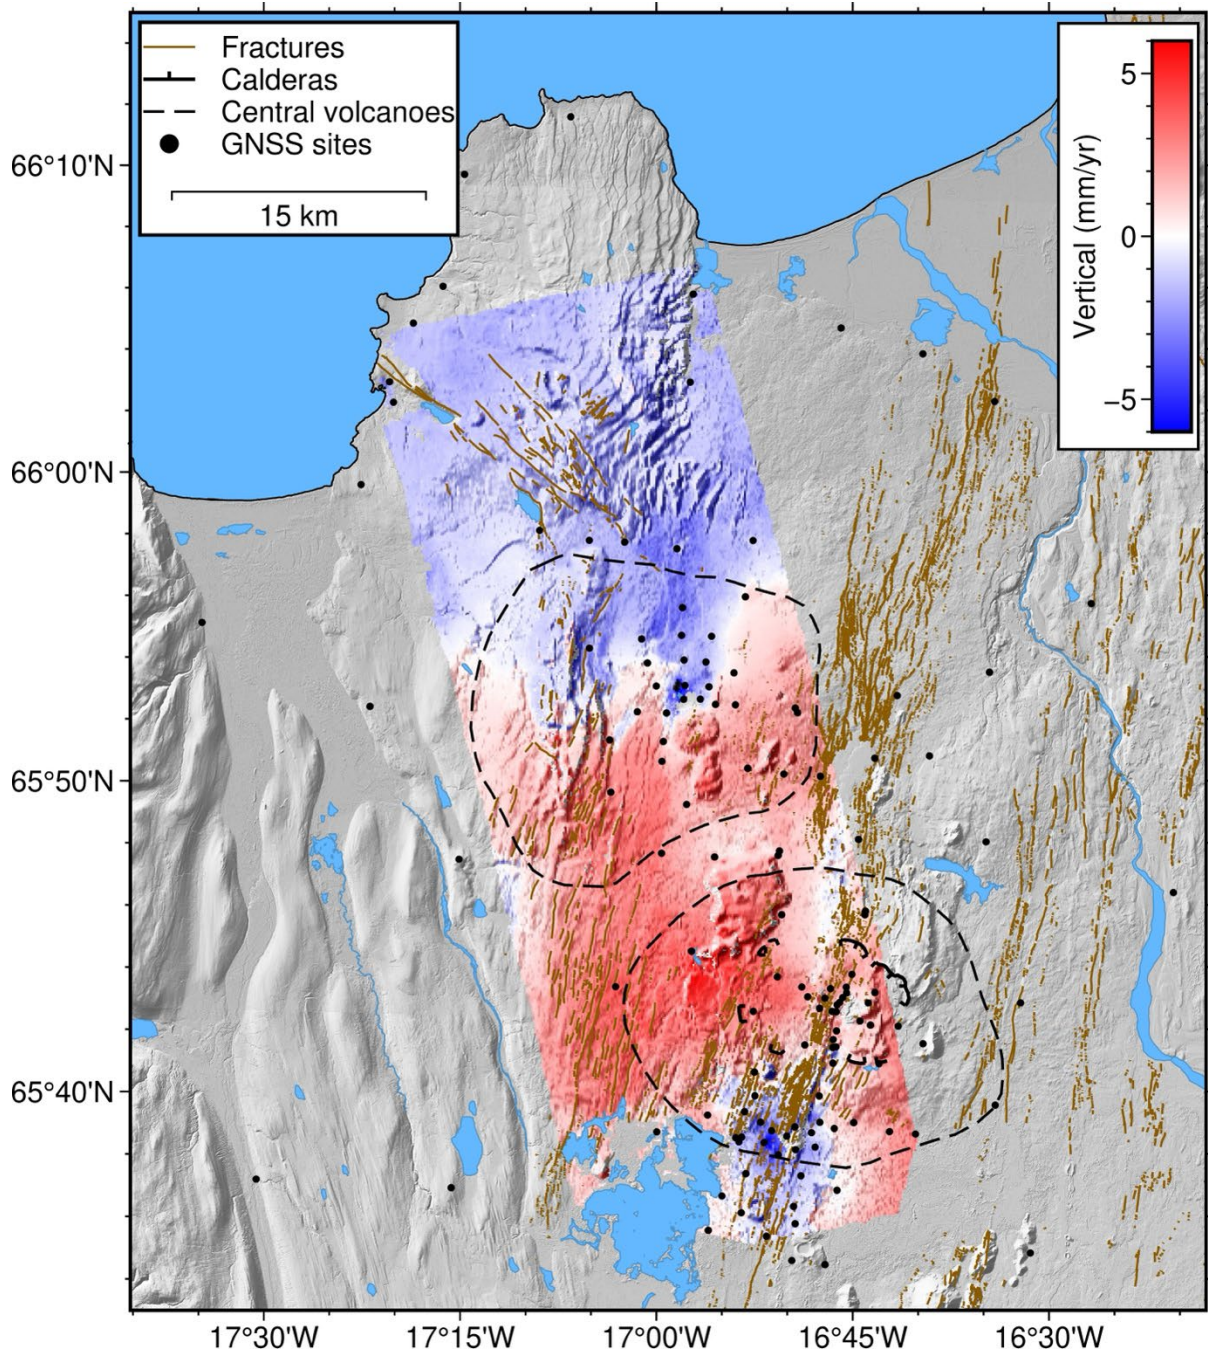 Fractures
Calderas
Central volcanoes
GNSS sites
15 km
5
0
−5
Vertical (mm/yr)
66°10'N
66°00'N
65°50'N
65°40'N
17°30'W
17°15'W
17°00'W
16°45'W
16°30'W